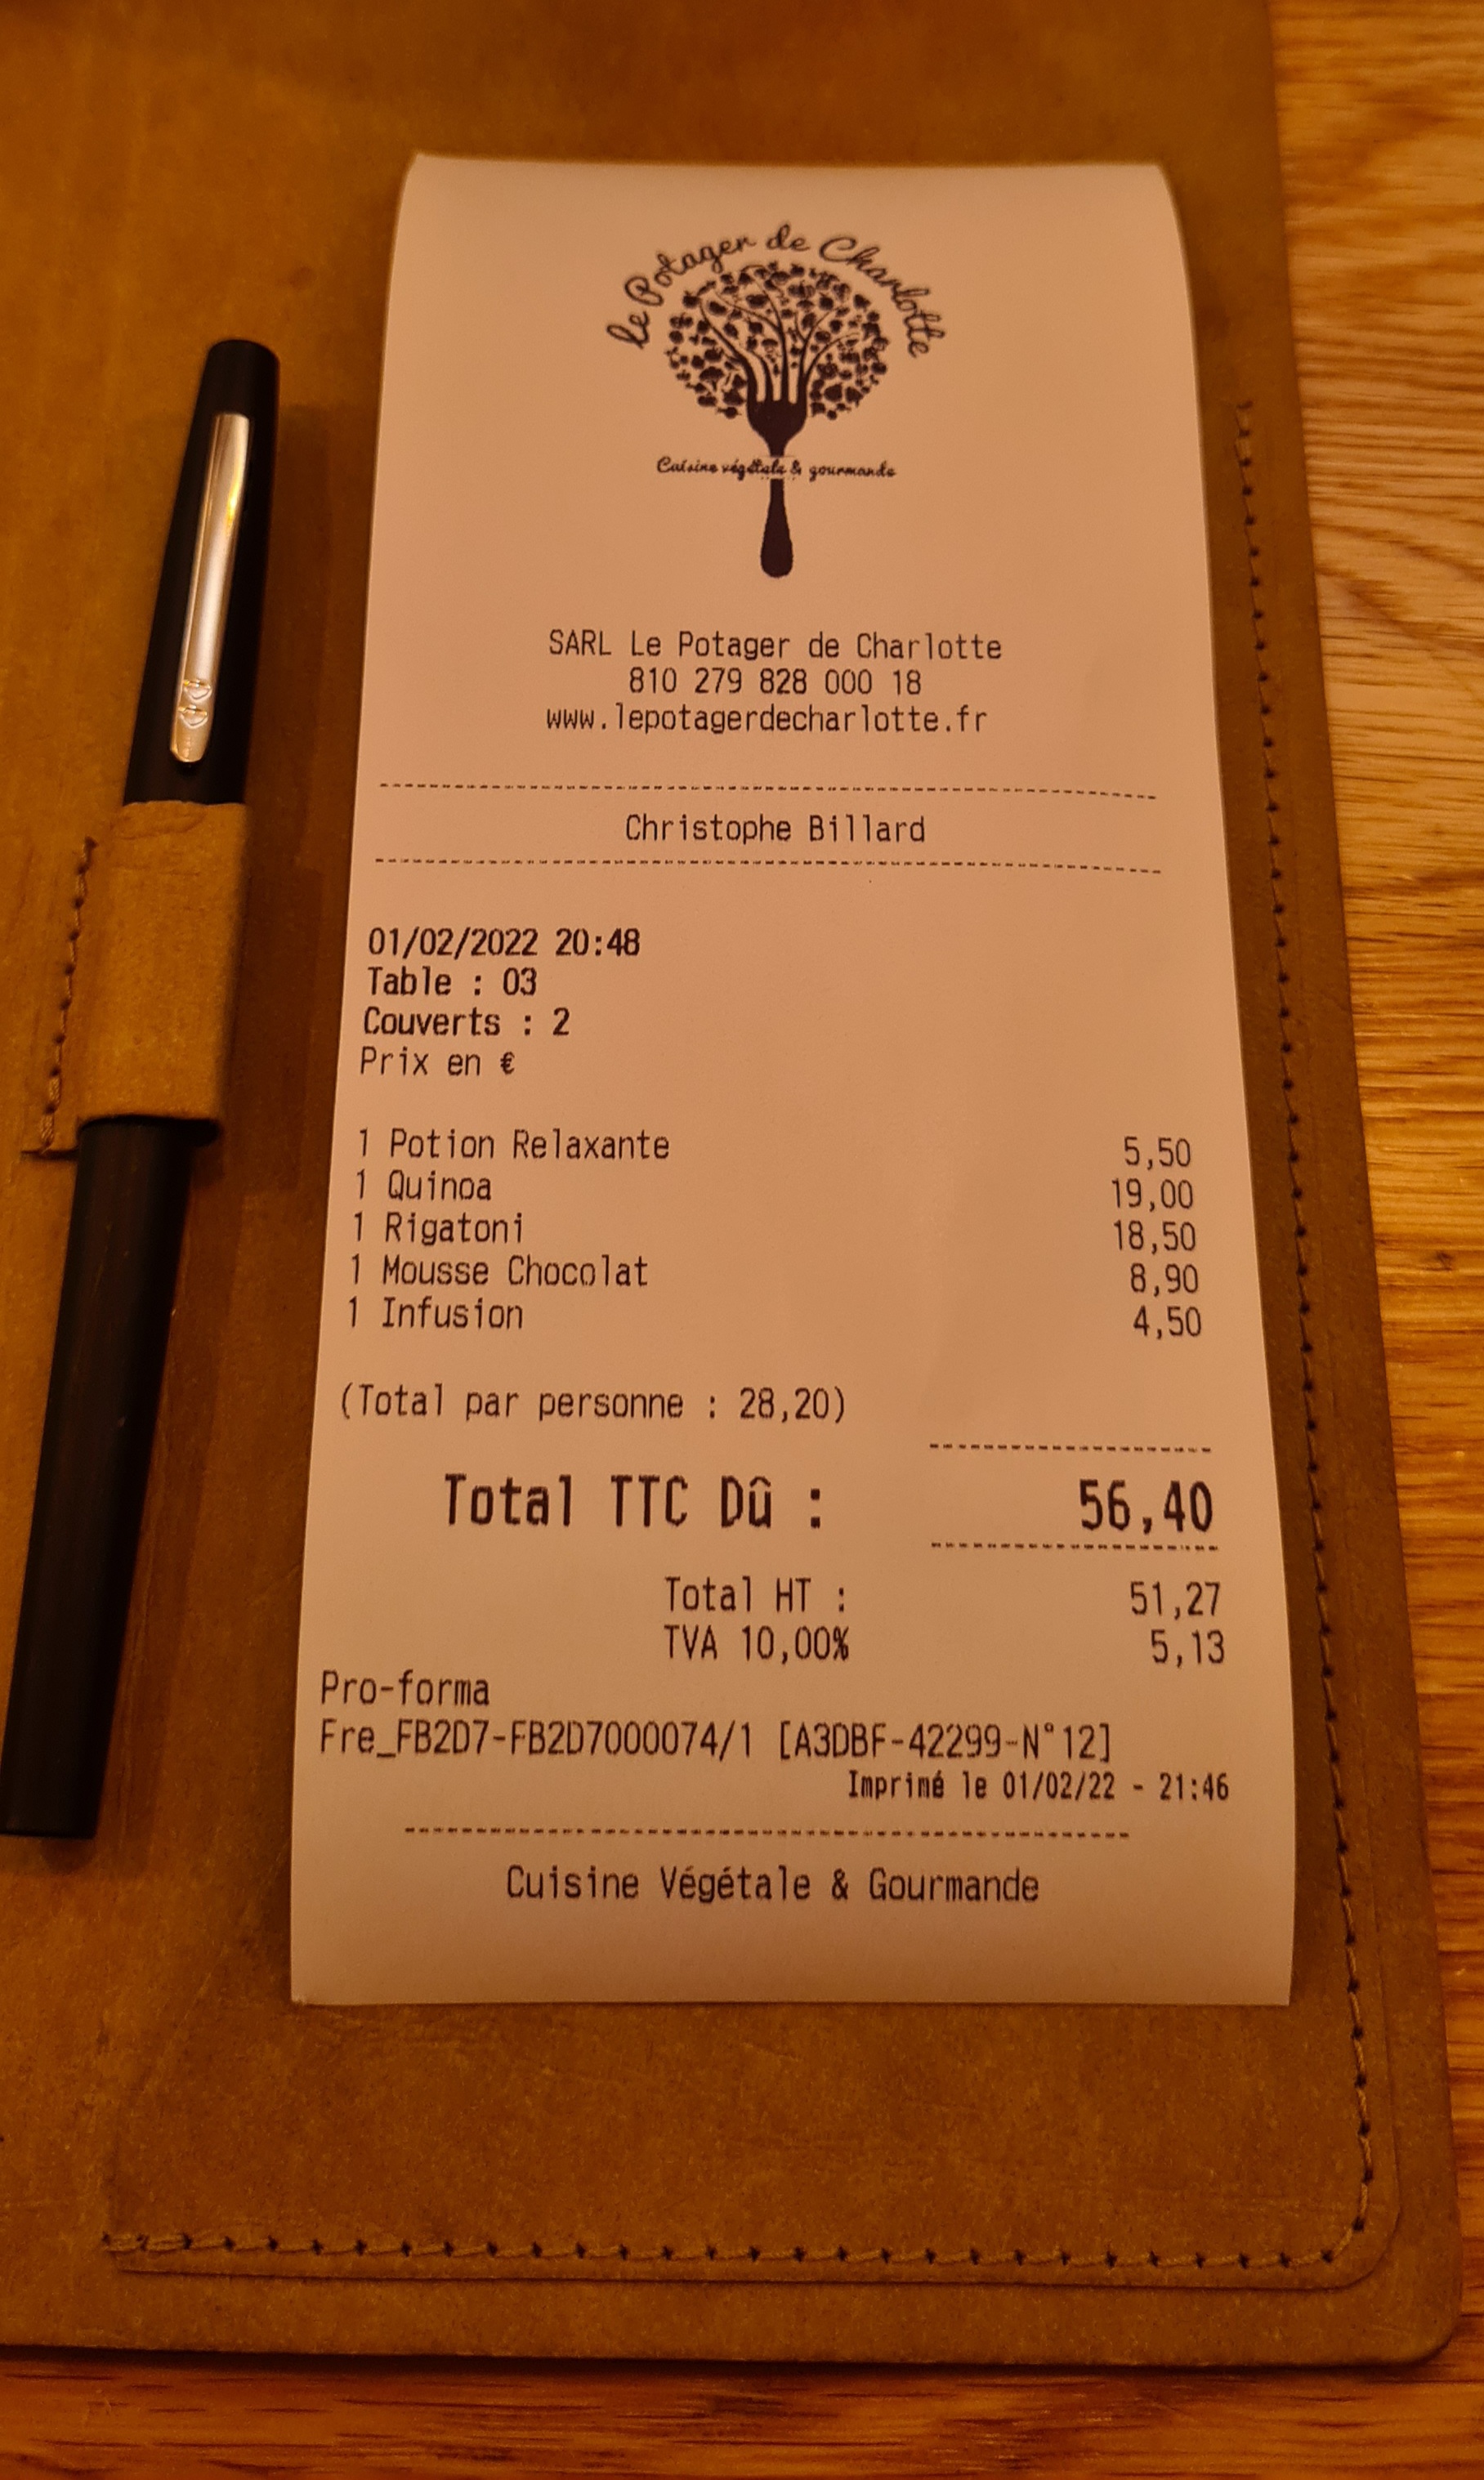 le Potager de Charlotte
Cuisine végétale & gourmande
SARL Le Potager de Charlotte
810 279 828 000 18
www.lepotagerdecharlotte.fr
Christophe Billard
01/02/2022 20:48
Table : 03
Couverts : 2
Prix en €
1 Potion Relaxante 5,50
1 Quinoa 19,00
1 Rigatoni 18,50
1 Mousse Chocolat 8,90
1 Infusion 4,50
(Total par personne : 28,20)
Total TTC Dû : 56,40
Total HT : 51,27
TVA 10,00% 5,13
Pro-forma
Fre_FB2D7-FB2D7000074/1 [A3DBF-42299-N°12]
Imprimé le 01/02/22 - 21:46
Cuisine Végétale & Gourmande